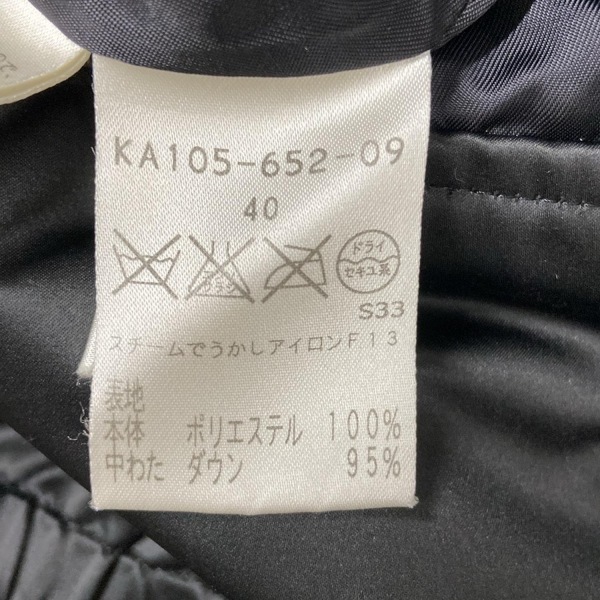 KA105-652-09
40
ドライ
セキユ系
S33
スチームでうかしアイロンF13
表地
本体 ポリエステル 100%
中わた ダウン 95%